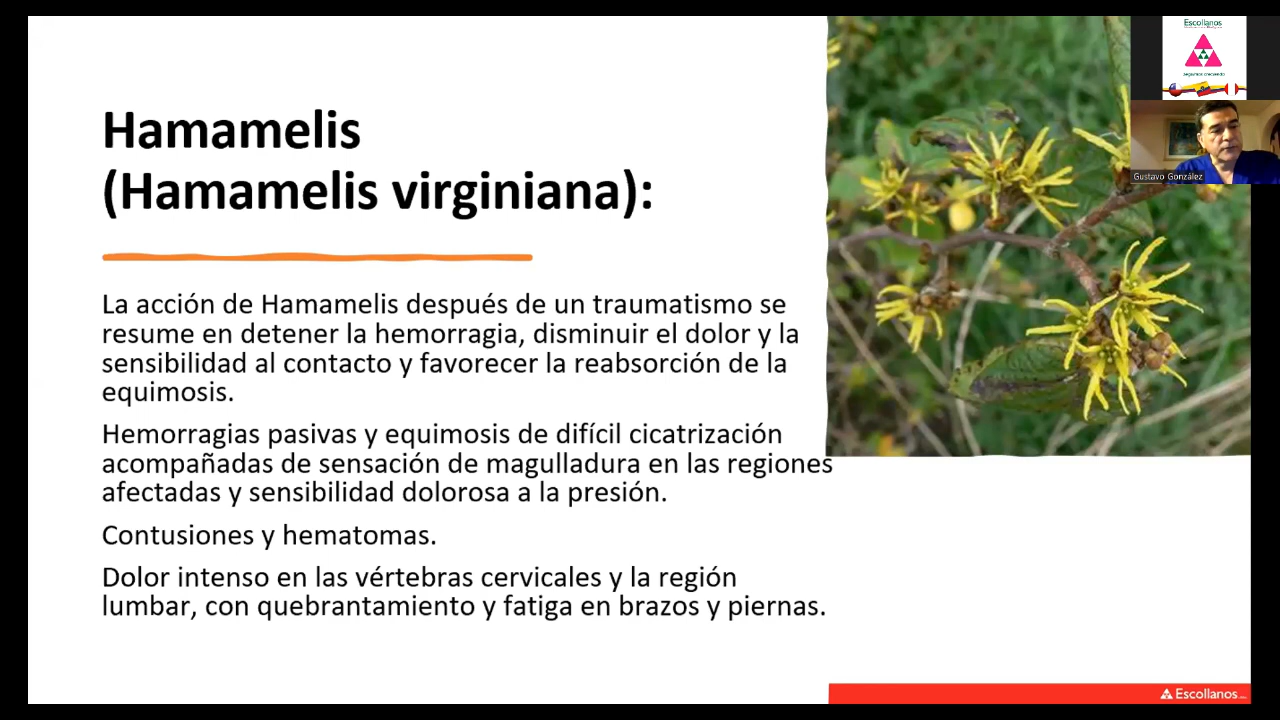 Hamamelis
(Hamamelis virginiana):
La acción de Hamamelis después de un traumatismo se
resume en detener la hemorragia, disminuir el dolor y la
sensibilidad al contacto y favorecer la reabsorción de la
equimosis.
Hemorragias pasivas y equimosis de difícil cicatrización
acompañadas de sensación de magulladura en las regiones
afectadas y sensibilidad dolorosa a la presión.
Contusiones y hematomas.
Dolor intenso en las vértebras cervicales y la región
lumbar, con quebrantamiento y fatiga en brazos y piernas.
Escollanos
Gustavo González
Escollanos